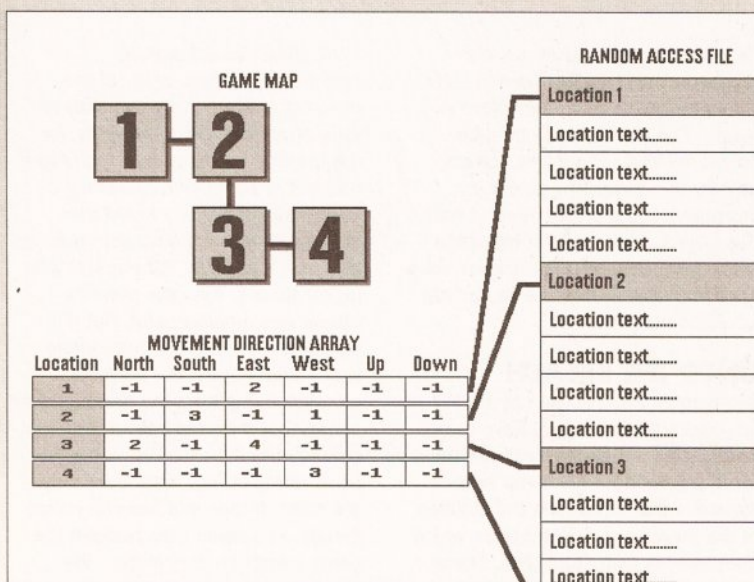 GAME MAP
1 2
3 4
MOVEMENT DIRECTION ARRAY
Location North South East West Up Down
1 -1 -1 2 -1 -1 -1
2 -1 3 -1 1 -1 -1
3 2 -1 4 -1 -1 -1
4 -1 -1 -1 3 -1 -1
RANDOM ACCESS FILE
Location 1
Location text........
Location text........
Location text........
Location text........
Location 2
Location text........
Location text........
Location text........
Location text........
Location 3
Location text........
Location text........
Location text